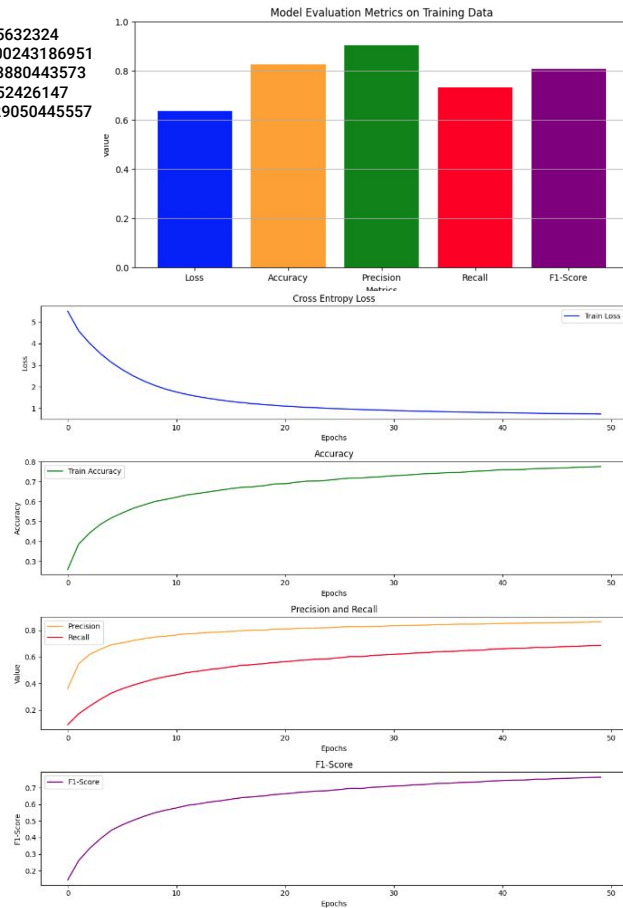 5632324
00243186951
3880443573
52426147
29050445557
Model Evaluation Metrics on Training Data
1.0
0.8
0.6
0.4
0.2
0.0
Value
Loss Accuracy Precision Recall F1-Score
Metrics
Cross Entropy Loss
Train Loss
5
4
3
2
1
Loss
0 10 20 30 40 50
Epochs
Accuracy
Train Accuracy
0.8
0.7
0.6
0.5
0.4
0.3
Accuracy
0 10 20 30 40 50
Epochs
Precision and Recall
Precision
Recall
0.8
0.6
0.4
0.2
Value
0 10 20 30 40 50
Epochs
F1-Score
F1-Score
0.7
0.6
0.5
0.4
0.3
0.2
F1-Score
0 10 20 30 40 50
Epochs